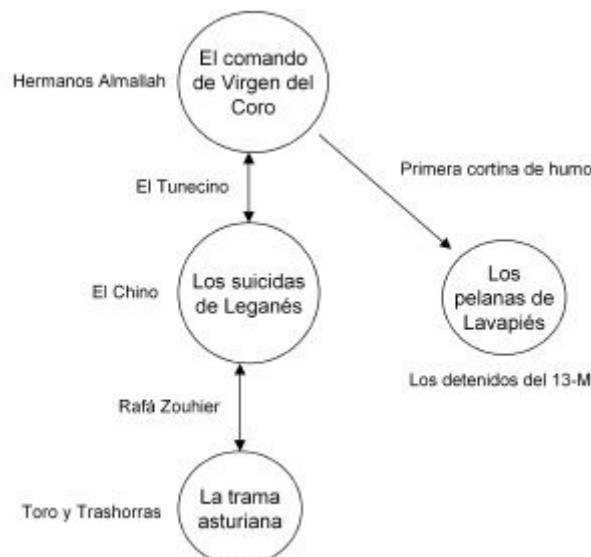 El comando
de Virgen del
Coro
Hermanos Almallah
Primera cortina de humo
El Tunecino
Los suicidas
de Leganés
El Chino
Los
pelanas de
Lavapiés
Los detenidos del 13-M
Rafá Zouhier
La trama
asturiana
Toro y Trashorras